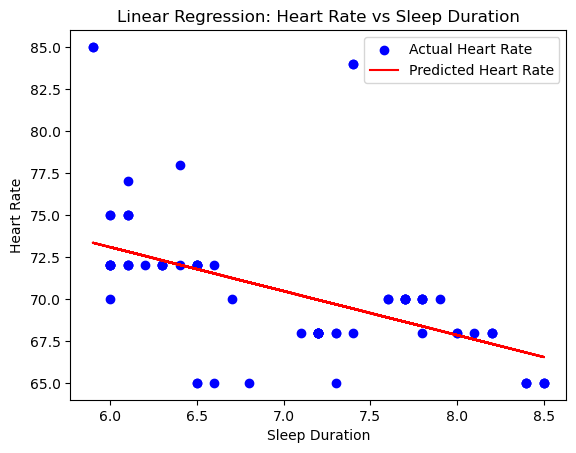 Linear Regression: Heart Rate vs Sleep Duration
Actual Heart Rate
Predicted Heart Rate
85.0
82.5
80.0
77.5
75.0
72.5
70.0
67.5
65.0
Heart Rate
6.0 6.5 7.0 7.5 8.0 8.5
Sleep Duration